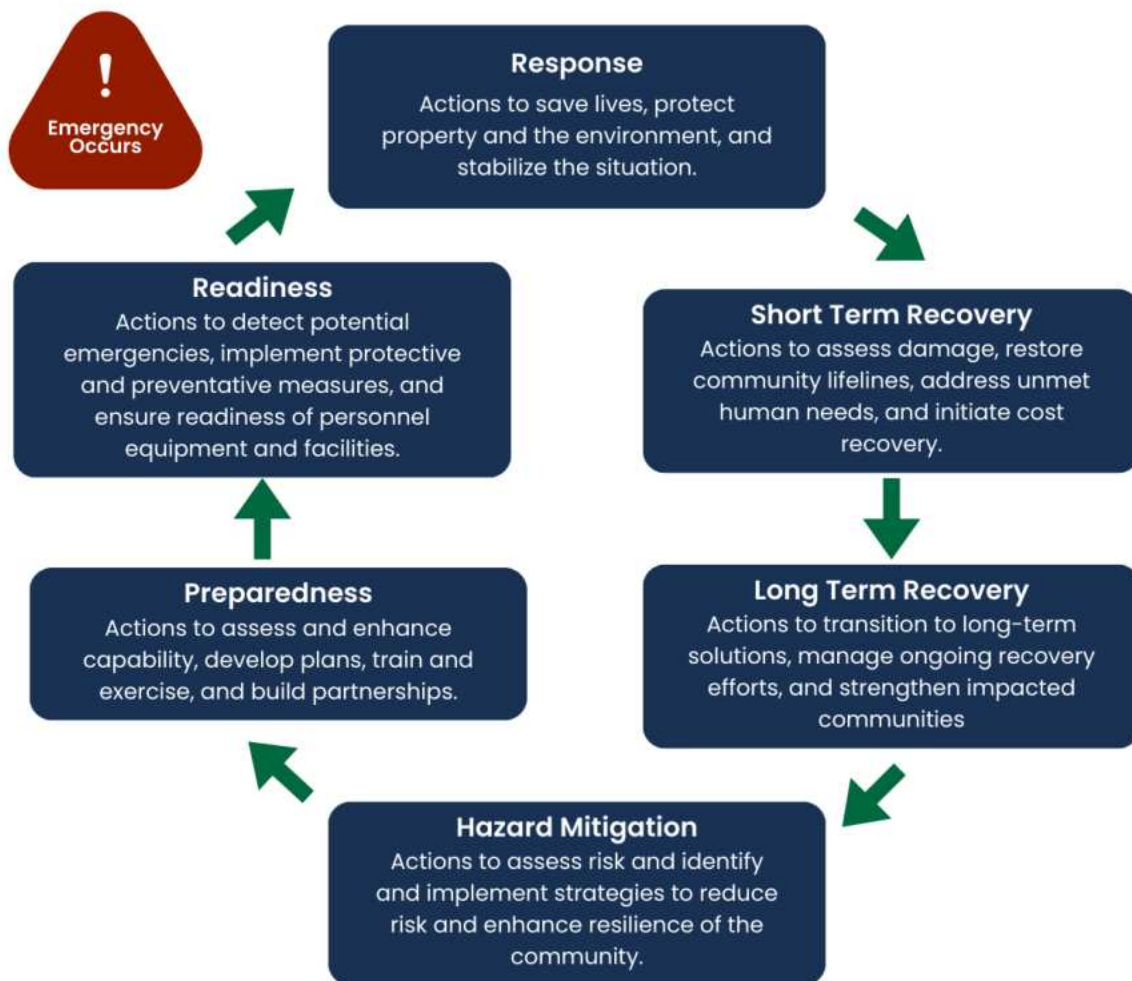 !
Emergency
Occurs
Response
Actions to save lives, protect
property and the environment, and
stabilize the situation.
Readiness
Actions to detect potential
emergencies, implement protective
and preventative measures, and
ensure readiness of personnel
equipment and facilities.
Short Term Recovery
Actions to assess damage, restore
community lifelines, address unmet
human needs, and initiate cost
recovery.
Preparedness
Actions to assess and enhance
capability, develop plans, train and
exercise, and build partnerships.
Long Term Recovery
Actions to transition to long-term
solutions, manage ongoing recovery
efforts, and strengthen impacted
communities
Hazard Mitigation
Actions to assess risk and identify
and implement strategies to reduce
risk and enhance resilience of the
community.